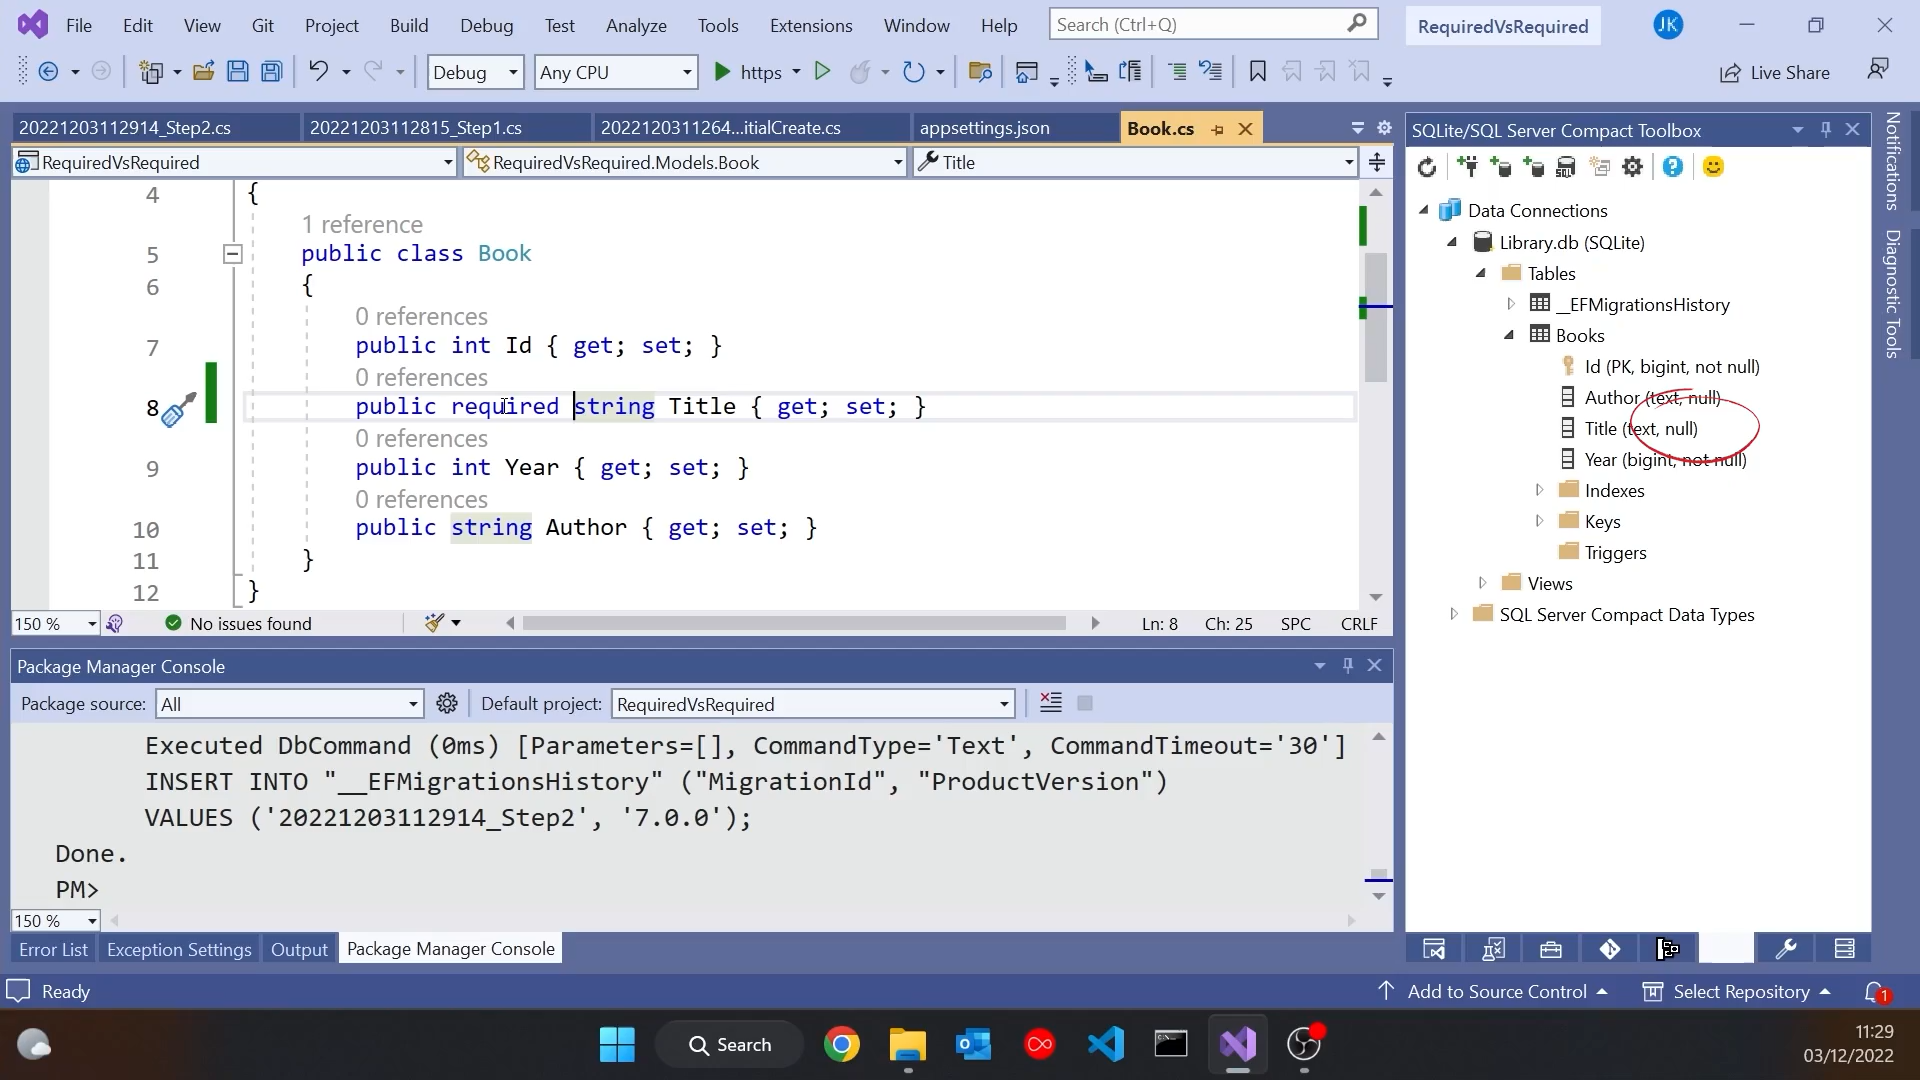 File Edit View Git Project Build Debug Test Analyze Tools Extensions Window Help Search (Ctrl+Q) RequiredVsRequired JK
Debug Any CPU https Live Share
20221203112914_Step2.cs 20221203112815_Step1.cs 2022120311264...itialCreate.cs appsettings.json Book.cs
RequiredVsRequired RequiredVsRequired.Models.Book Title
4 {
1 reference
5 public class Book
6 {
0 references
7 public int Id { get; set; }
0 references
8 public required string Title { get; set; }
0 references
9 public int Year { get; set; }
0 references
10 public string Author { get; set; }
11 }
12 }
150 % No issues found Ln: 8 Ch: 25 SPC CRLF
Package Manager Console
Package source: All Default project: RequiredVsRequired
Executed DbCommand (0ms) [Parameters=[], CommandType='Text', CommandTimeout='30']
INSERT INTO "__EFMigrationsHistory" ("MigrationId", "ProductVersion")
VALUES ('20221203112914_Step2', '7.0.0');
Done.
PM>
150 %
Error List Exception Settings Output Package Manager Console
SQLite/SQL Server Compact Toolbox
SQL
Data Connections
Library.db (SQLite)
Tables
__EFMigrationsHistory
Books
Id (PK, bigint, not null)
Author (text, null)
Title (text, null)
Year (bigint, not null)
Indexes
Keys
Triggers
Views
SQL Server Compact Data Types
Notifications
Diagnostic Tools
Ready Add to Source Control Select Repository 1
Search
11:29
03/12/2022